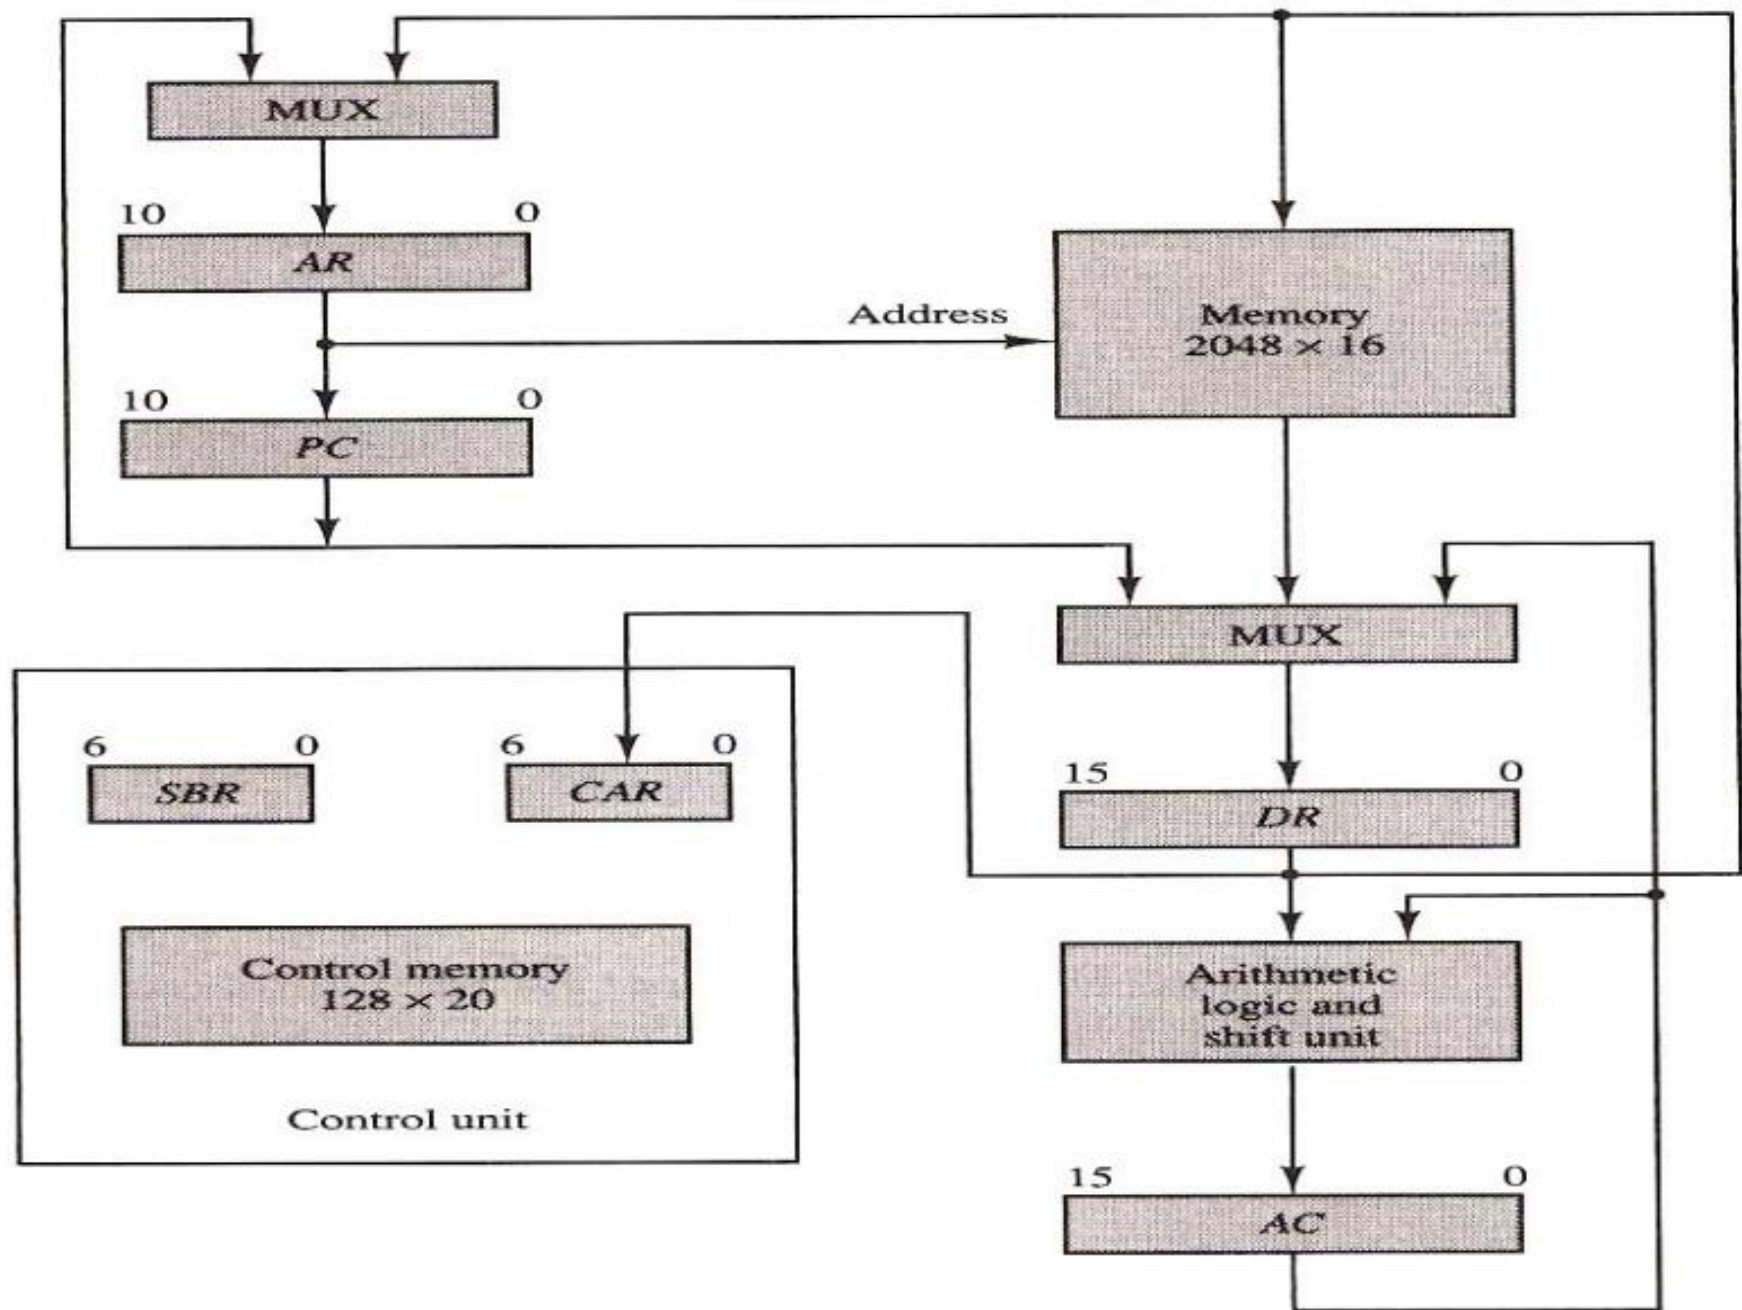 MUX
10 0
AR
Address
Memory
2048 × 16
10 0
PC
MUX
6 0
SBR
6 0
CAR
15 0
DR
Control memory
128 × 20
Arithmetic
logic and
shift unit
Control unit
15 0
AC